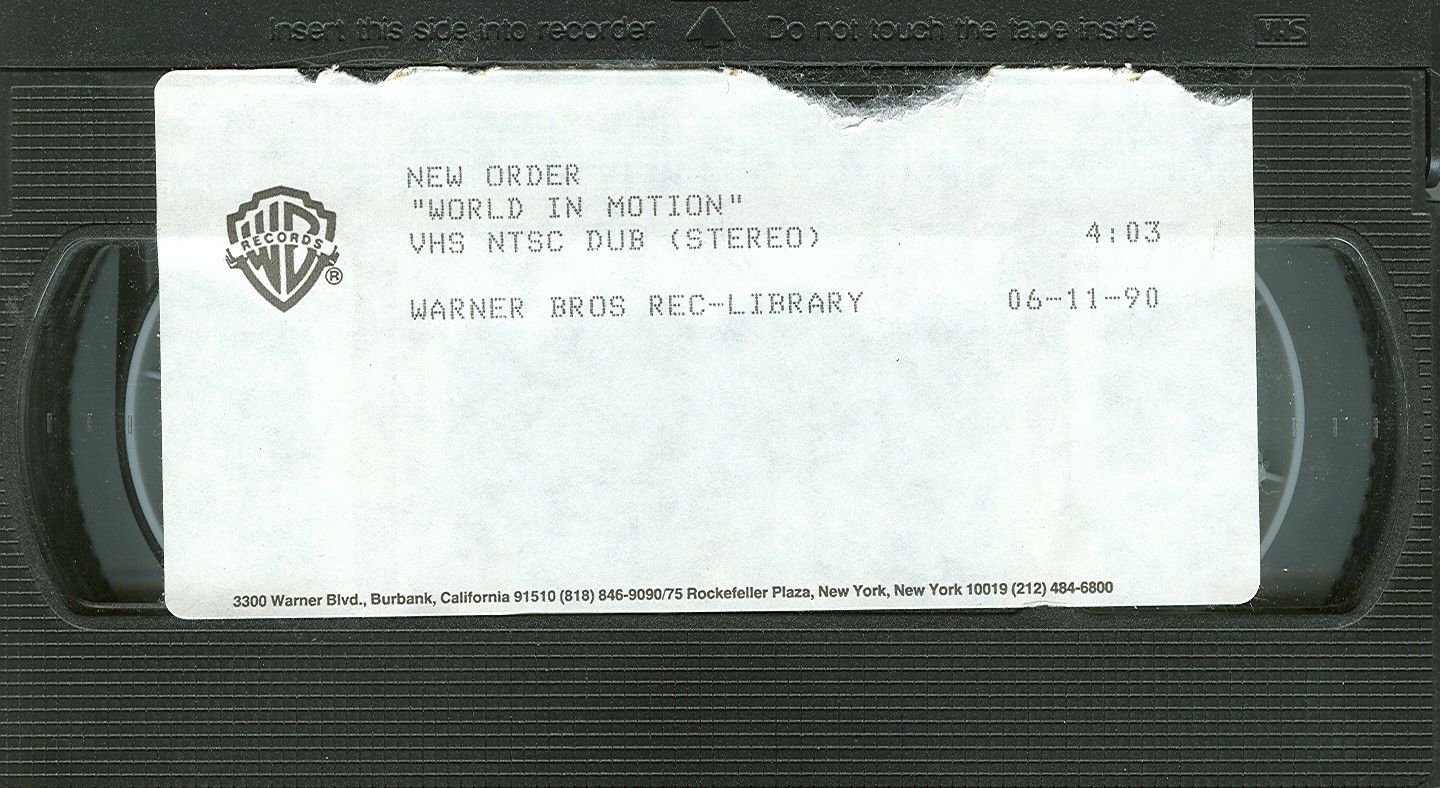 Insert this side into recorder Do not touch the tape inside VHS
NEW ORDER
"WORLD IN MOTION"
VHS NTSC DUB (STEREO) 4:03
WARNER BROS REC-LIBRARY 06-11-90
WB RECORDS ®
3300 Warner Blvd., Burbank, California 91510 (818) 846-9090/75 Rockefeller Plaza, New York, New York 10019 (212) 484-6800